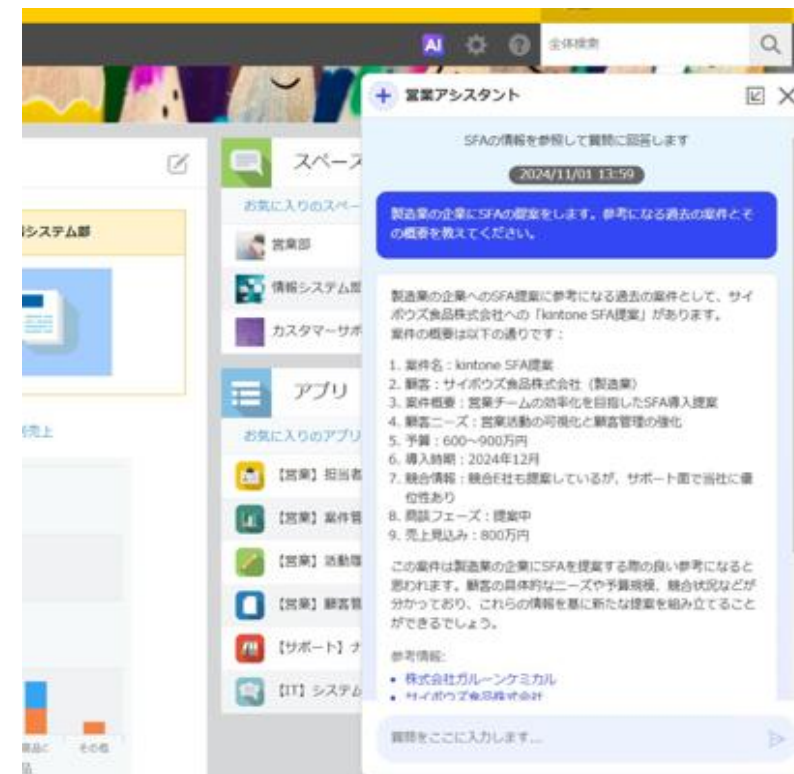 AI
全体検索
営業アシスタント
SFAの情報を参照して質問に回答します
2024/11/01 13:59
製造業の企業にSFAの提案をします。参考になる過去の案件とそ
の概要を教えてください。
製造業の企業へのSFA提案に参考になる過去の案件として、サイ
ボウズ食品株式会社への「kintone SFA提案」があります。
案件の概要は以下の通りです：
1. 案件名：kintone SFA提案
2. 顧客：サイボウズ食品株式会社（製造業）
3. 案件概要：営業チームの効率化を目指したSFA導入提案
4. 顧客ニーズ：営業活動の可視化と顧客管理の強化
5. 予算：600～900万円
6. 導入時期：2024年12月
7. 競合情報：競合E社も提案しているが、サポート面で当社に優
位性あり
8. 商談フェーズ：提案中
9. 売上見込み：800万円
この案件は製造業の企業にSFAを提案する際の良い参考になると
思われます。顧客の具体的なニーズや予算規模、競合状況などが
分かっており、これらの情報を基に新たな提案を組み立てること
ができるでしょう。
参考情報:
• 株式会社ガルーンケミカル
• サイボウズ食品株式会社
質問をここに入力します...
スペース
お気に入りのスペー
営業部
情報システム部
カスタマーサポ
アプリ
お気に入りのアプリ
【営業】担当者
【営業】案件管
【営業】活動履
【営業】顧客管
【サポート】ナ
【IT】システム
システム部
売上
その他